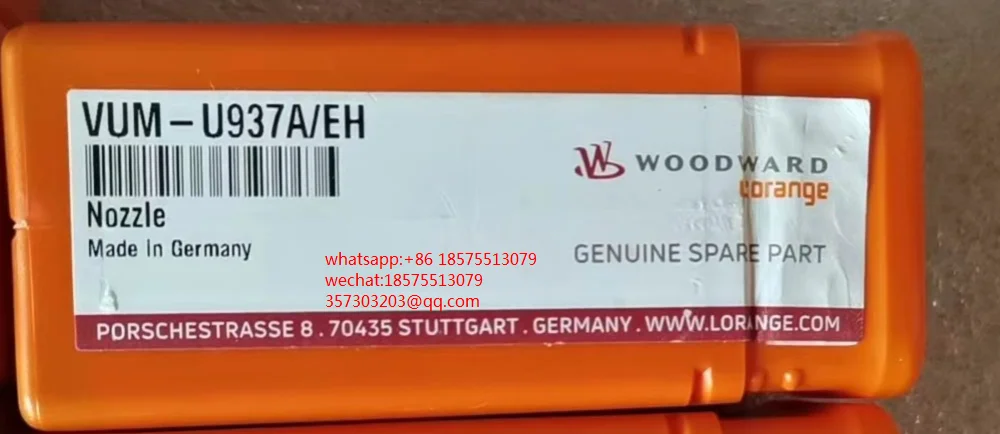 VUM-U937A/EH
Nozzle
Made In Germany
WOODWARD
L'orange
GENUINE SPARE PART
whatsapp:+86 18575513079
wechat:18575513079
357303203@qq.com
PORSCHESTRASSE 8 . 70435 STUTTGART . GERMANY . WWW.LORANGE.COM